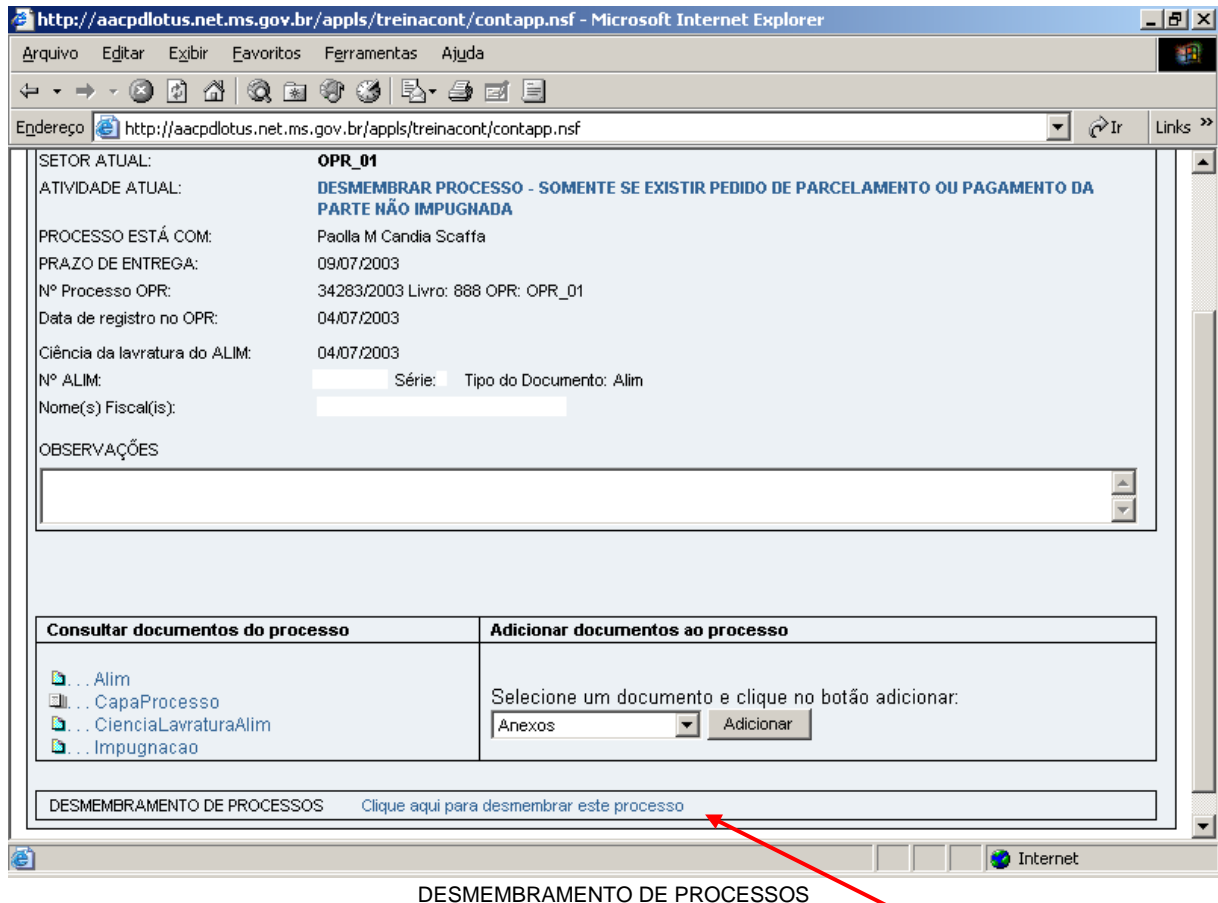 http://aacpdlotus.net.ms.gov.br/appls/treinacont/contapp.nsf - Microsoft Internet Explorer
Arquivo Editar Exibir Favoritos Ferramentas Ajuda
Endereço http://aacpdlotus.net.ms.gov.br/appls/treinacont/contapp.nsf Ir Links »
SETOR ATUAL: OPR_01
ATIVIDADE ATUAL: DESMEMBRAR PROCESSO - SOMENTE SE EXISTIR PEDIDO DE PARCELAMENTO OU PAGAMENTO DA
PARTE NÃO IMPUGNADA
PROCESSO ESTÁ COM: Paolla M Candia Scaffa
PRAZO DE ENTREGA: 09/07/2003
Nº Processo OPR: 34283/2003 Livro: 888 OPR: OPR_01
Data de registro no OPR: 04/07/2003
Ciência da lavratura do ALIM: 04/07/2003
Nº ALIM: Série: Tipo do Documento: Alim
Nome(s) Fiscal(is):
OBSERVAÇÕES
Consultar documentos do processo Adicionar documentos ao processo
. . . Alim
. . . CapaProcesso
. . . CienciaLavraturaAlim
. . . Impugnacao
Selecione um documento e clique no botão adicionar:
Anexos Adicionar
DESMEMBRAMENTO DE PROCESSOS Clique aqui para desmembrar este processo
Internet
DESMEMBRAMENTO DE PROCESSOS